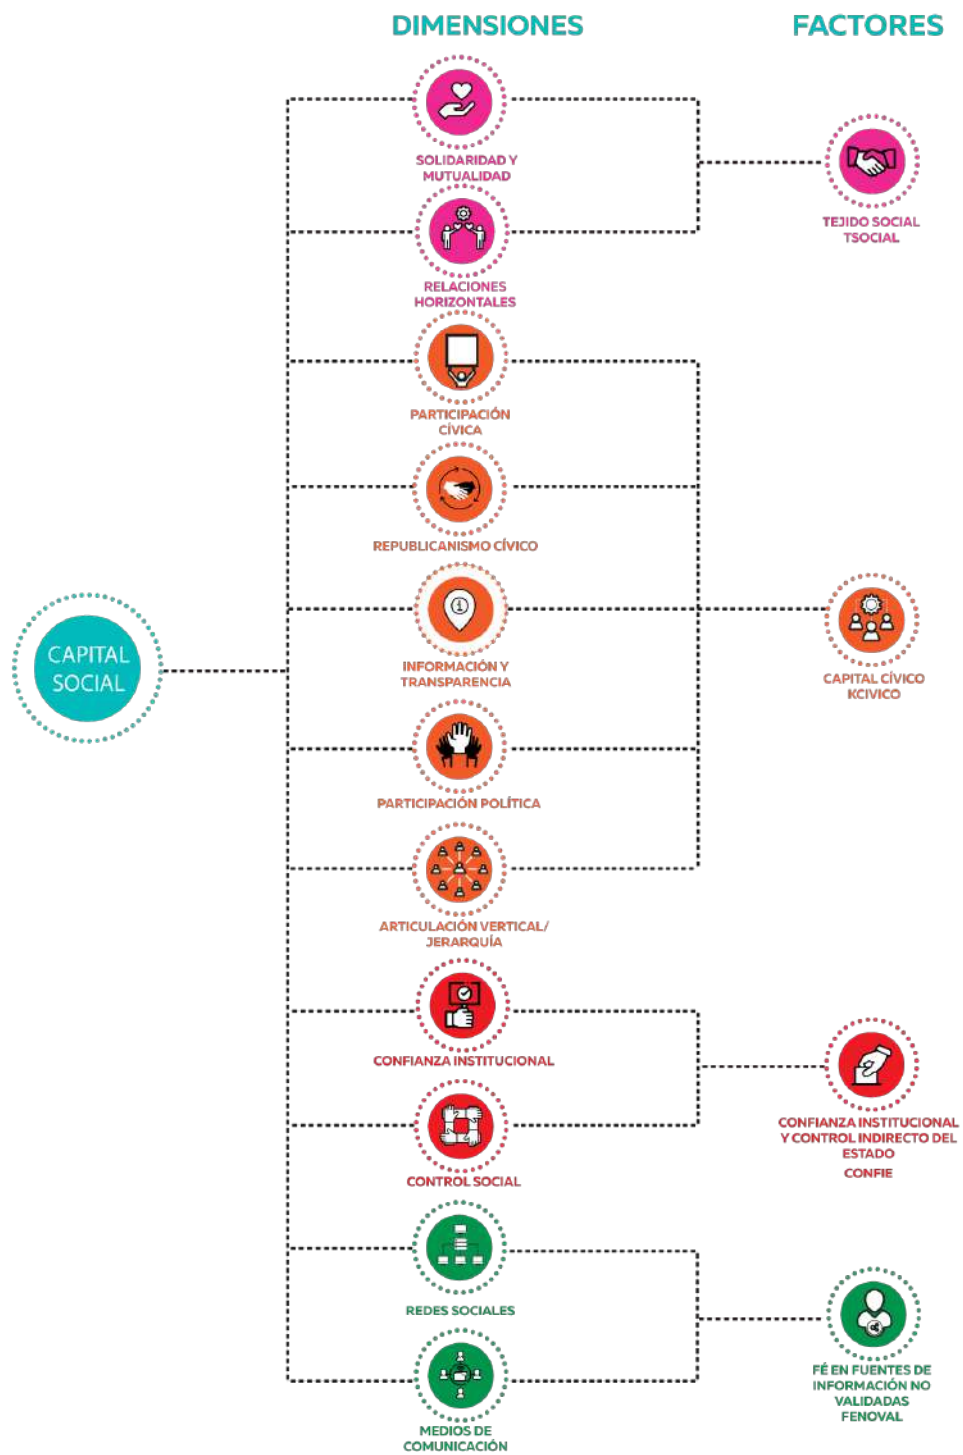 DIMENSIONES
FACTORES
SOLIDARIDAD Y
MUTUALIDAD
TEJIDO SOCIAL
TSOCIAL
RELACIONES
HORIZONTALES
PARTICIPACIÓN
CÍVICA
REPUBLICANISMO CÍVICO
CAPITAL
SOCIAL
INFORMACIÓN Y
TRANSPARENCIA
CAPITAL CÍVICO
KCIVICO
PARTICIPACIÓN POLÍTICA
ARTICULACIÓN VERTICAL/
JERARQUÍA
CONFIANZA INSTITUCIONAL
CONFIANZA INSTITUCIONAL
Y CONTROL INDIRECTO DEL
ESTADO
CONFIE
CONTROL SOCIAL
REDES SOCIALES
FÉ EN FUENTES DE
INFORMACIÓN NO
VALIDADAS
FENOVAL
MEDIOS DE
COMUNICACIÓN